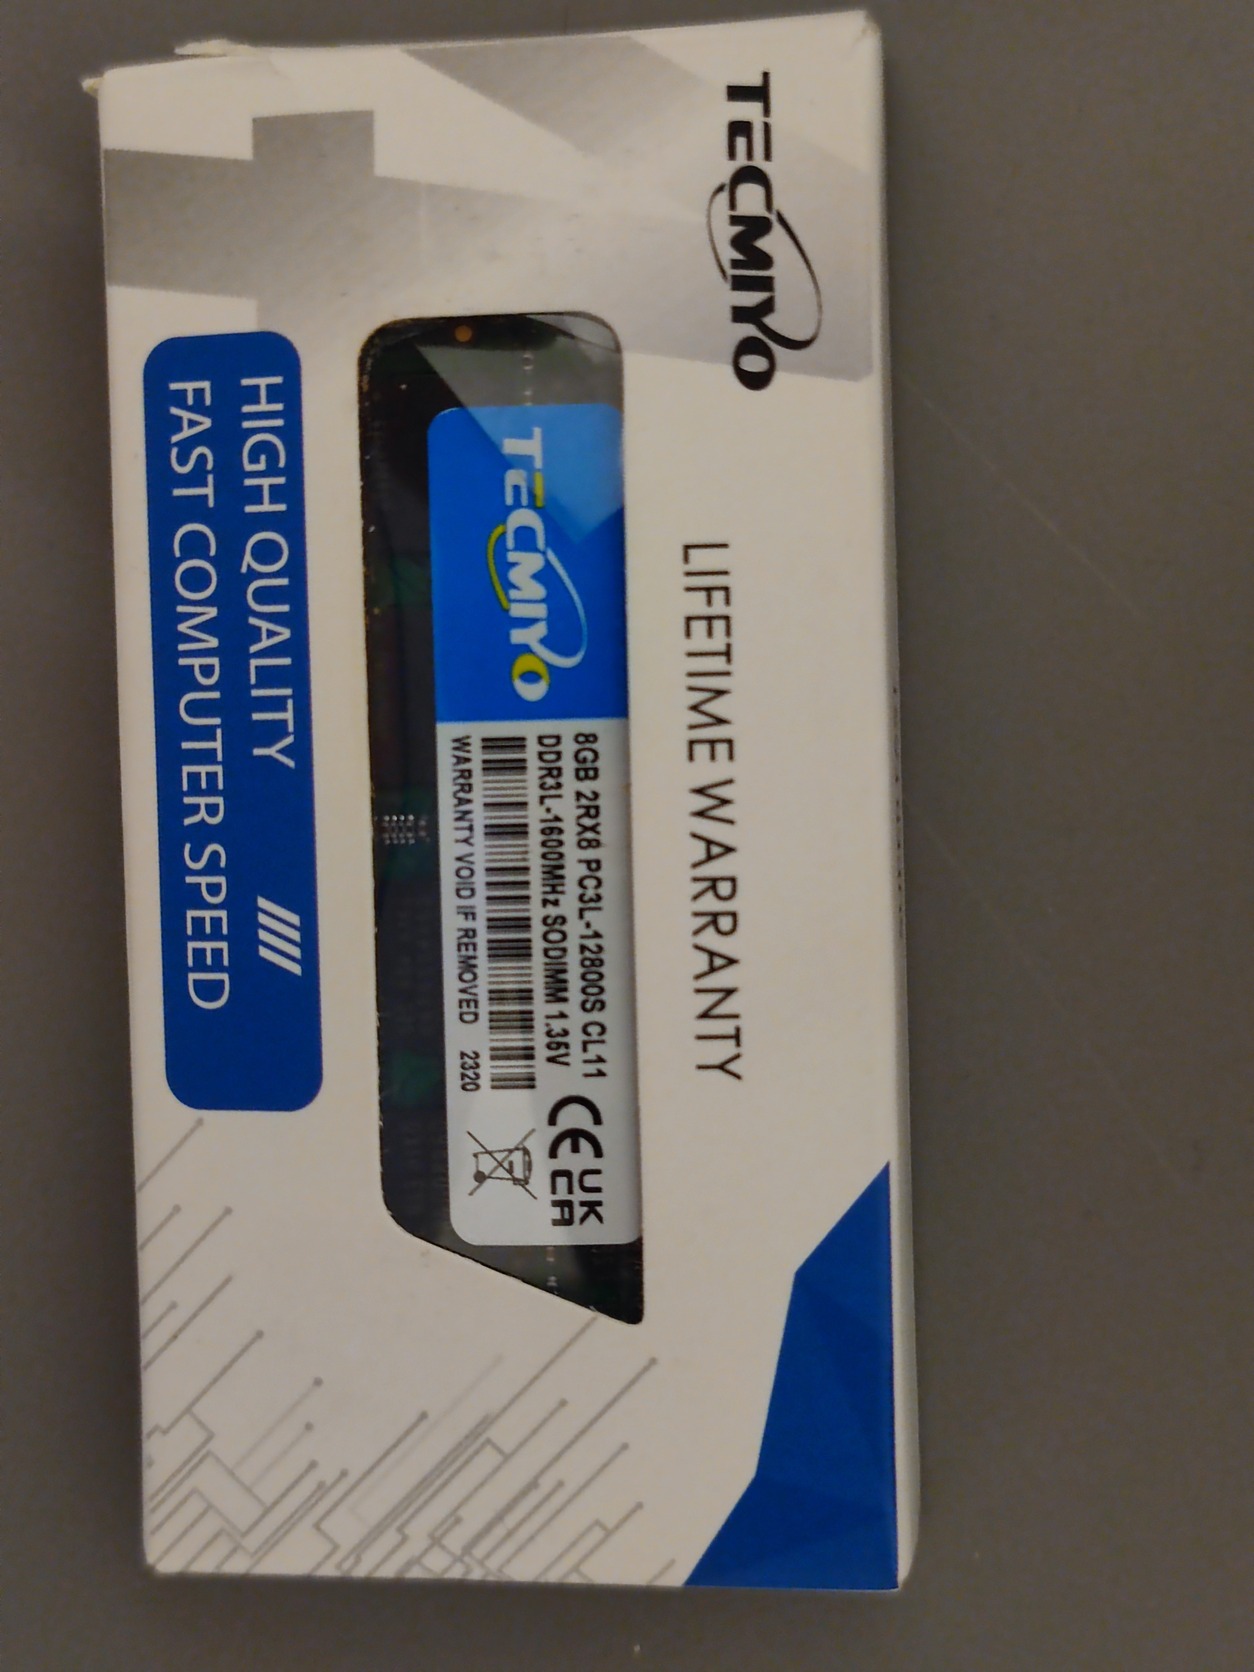 TECMIYO
LIFETIME WARRANTY
TECMIYO
8GB 2RX8 PC3L-12800S CL11
DDR3L-1600MHz SODIMM 1.35V
WARRANTY VOID IF REMOVED 2320
CE UK
CA
HIGH QUALITY
FAST COMPUTER SPEED